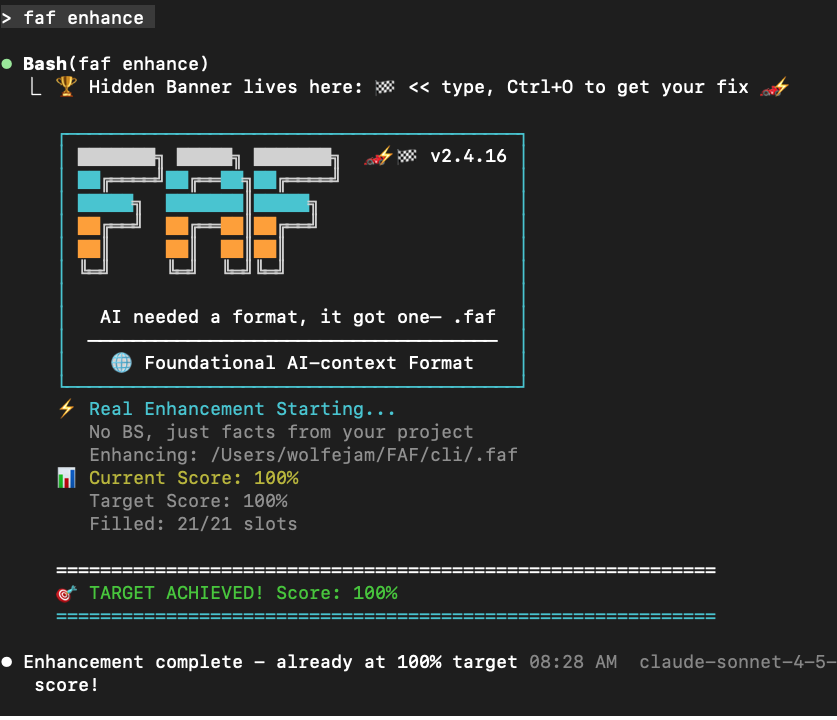 > faf enhance
● Bash(faf enhance)
⎿ 🏆 Hidden Banner lives here: 🏁 << type, Ctrl+O to get your fix 🏎️⚡
FAF 🏎️⚡🏁 v2.4.16
AI needed a format, it got one— .faf
🌐 Foundational AI-context Format
⚡ Real Enhancement Starting...
No BS, just facts from your project
Enhancing: /Users/wolfejam/FAF/cli/.faf
📊 Current Score: 100%
Target Score: 100%
Filled: 21/21 slots
============================================================
🎯 TARGET ACHIEVED! Score: 100%
============================================================
● Enhancement complete - already at 100% target 08:28 AM claude-sonnet-4-5-
score!